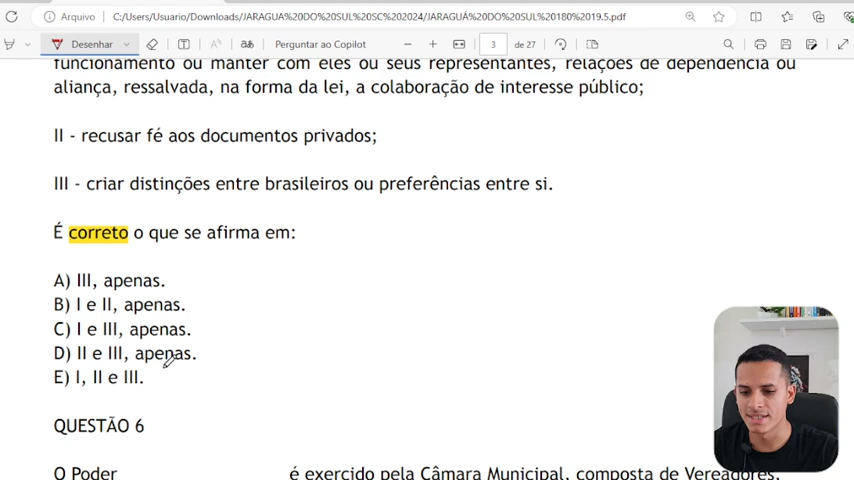 Arquivo C:/Users/Usuario/Downloads/JARAGUA%20DO%20SUL%20SC%202024/JARAGUÁ%20DO%20SUL%20180%2019.5.pdf
Desenhar Perguntar ao Copilot 3 de 27
funcionamento ou manter com eles ou seus representantes, relações de dependência ou
aliança, ressalvada, na forma da lei, a colaboração de interesse público;
II - recusar fé aos documentos privados;
III - criar distinções entre brasileiros ou preferências entre si.
É correto o que se afirma em:
A) III, apenas.
B) I e II, apenas.
C) I e III, apenas.
D) II e III, apenas.
E) I, II e III.
QUESTÃO 6
O Poder é exercido pela Câmara Municipal, composta de Vereadores,